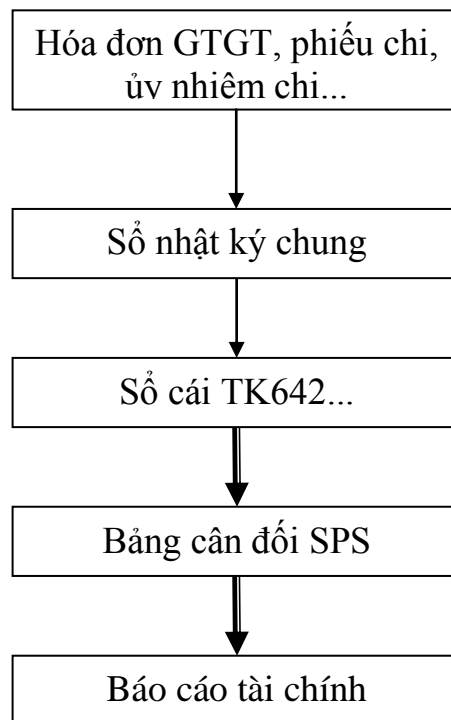 Hóa đơn GTGT, phiếu chi,
ủy nhiệm chi...
Sổ nhật ký chung
Sổ cái TK642...
Bảng cân đối SPS
Báo cáo tài chính